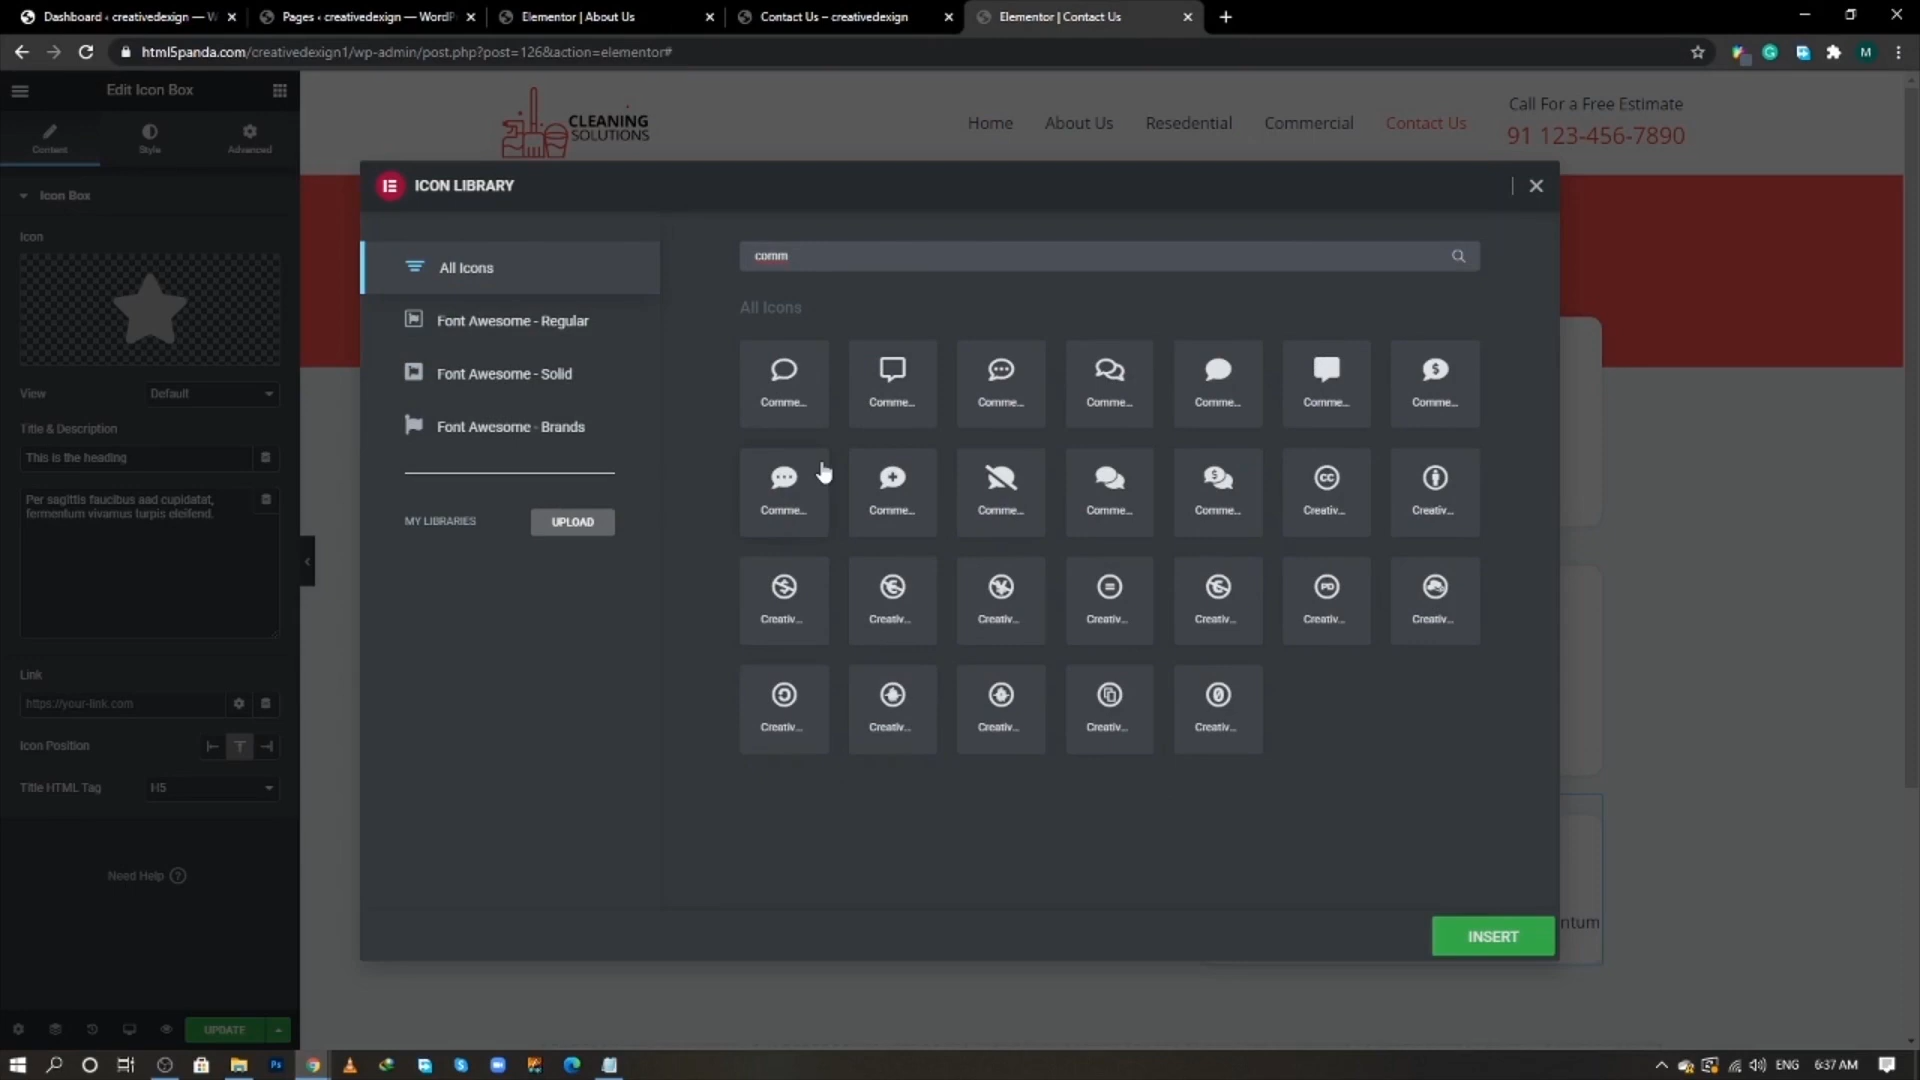 Dashboard ‹ creativedexign — W
Pages ‹ creativedexign — WordP
Elementor | About Us
Contact Us – creativedexign
Elementor | Contact Us
html5panda.com/creativedexign1/wp-admin/post.php?post=126&action=elementor#
M
Edit Icon Box
Content
Style
Advanced
Icon Box
Icon
View
Default
Title & Description
This is the heading
Per sagittis faucibus aad cupidatat,
fermentum vivamus turpis eleifend.
Link
https://your-link.com
Icon Position
Title HTML Tag
H5
Need Help
UPDATE
CLEANING
SOLUTIONS
Home
About Us
Resedential
Commercial
Contact Us
Call For a Free Estimate
91 123-456-7890
ICON LIBRARY
All Icons
Font Awesome - Regular
Font Awesome - Solid
Font Awesome - Brands
MY LIBRARIES
UPLOAD
comm
All Icons
Comme...
Comme...
Comme...
Comme...
Comme...
Comme...
Comme...
Comme...
Comme...
Comme...
Comme...
Comme...
Creativ...
Creativ...
Creativ...
Creativ...
Creativ...
Creativ...
Creativ...
Creativ...
Creativ...
Creativ...
Creativ...
Creativ...
Creativ...
Creativ...
INSERT
ntum
ENG
6:37 AM